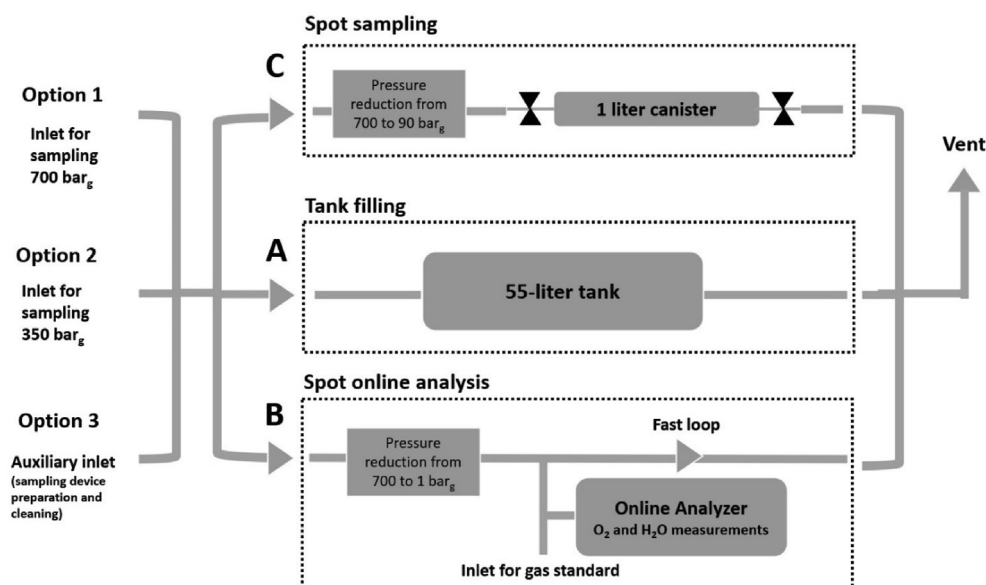 Spot sampling
C
Pressure
reduction from
700 to 90 barg
1 liter canister
Option 1
Inlet for
sampling
700 barg
Vent
Tank filling
A
55-liter tank
Option 2
Inlet for
sampling
350 barg
Spot online analysis
B
Pressure
reduction from
700 to 1 barg
Fast loop
Online Analyzer
O2 and H2O measurements
Inlet for gas standard
Option 3
Auxiliary inlet
(sampling device
preparation and
cleaning)